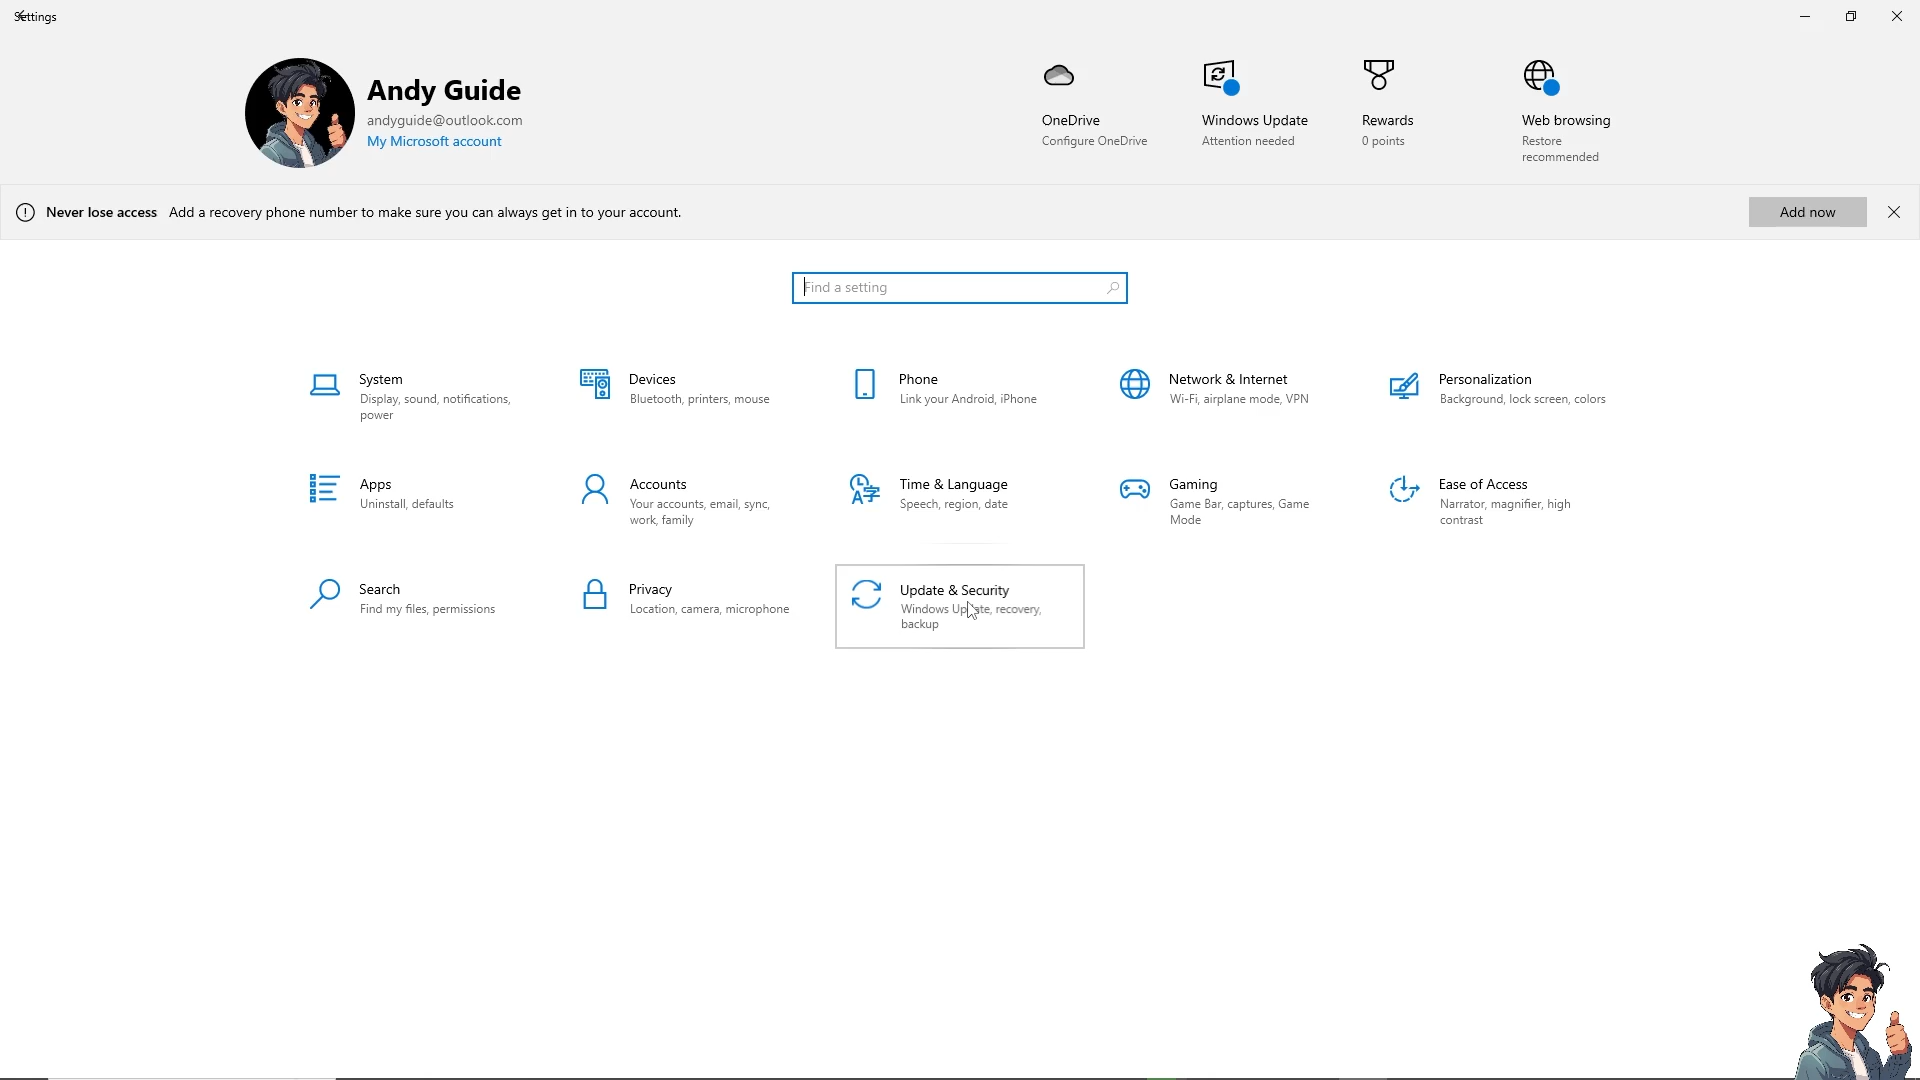 Settings
Andy Guide
andyguide@outlook.com
My Microsoft account
OneDrive
Configure OneDrive
Windows Update
Attention needed
Rewards
0 points
Web browsing
Restore
recommended
Never lose access Add a recovery phone number to make sure you can always get in to your account.
Add now
Find a setting
System
Display, sound, notifications,
power
Devices
Bluetooth, printers, mouse
Phone
Link your Android, iPhone
Network & Internet
Wi-Fi, airplane mode, VPN
Personalization
Background, lock screen, colors
Apps
Uninstall, defaults
Accounts
Your accounts, email, sync,
work, family
Time & Language
Speech, region, date
Gaming
Game Bar, captures, Game
Mode
Ease of Access
Narrator, magnifier, high
contrast
Search
Find my files, permissions
Privacy
Location, camera, microphone
Update & Security
Windows Update, recovery,
backup